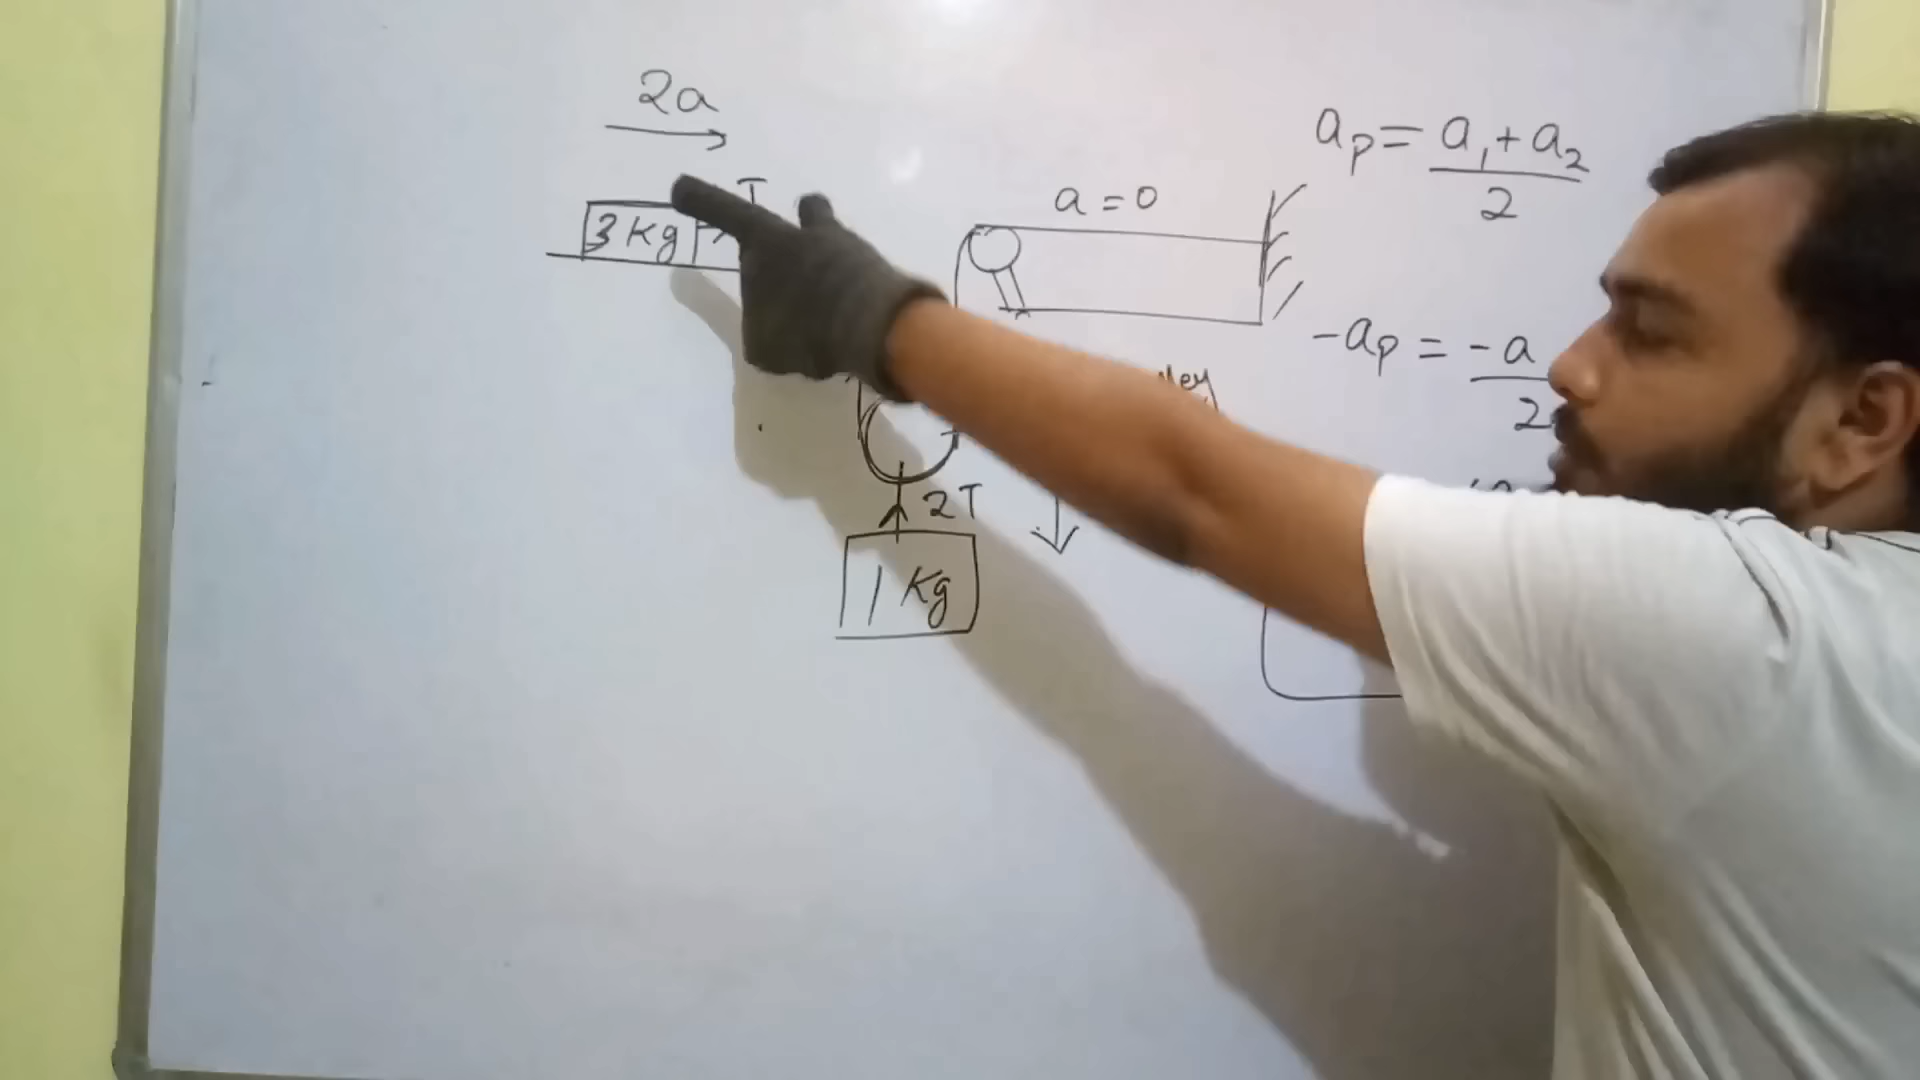 2a
T
3 Kg
a = 0
2T
1 Kg
aₚ = a₁ + a₂
2
-aₚ = -a
2